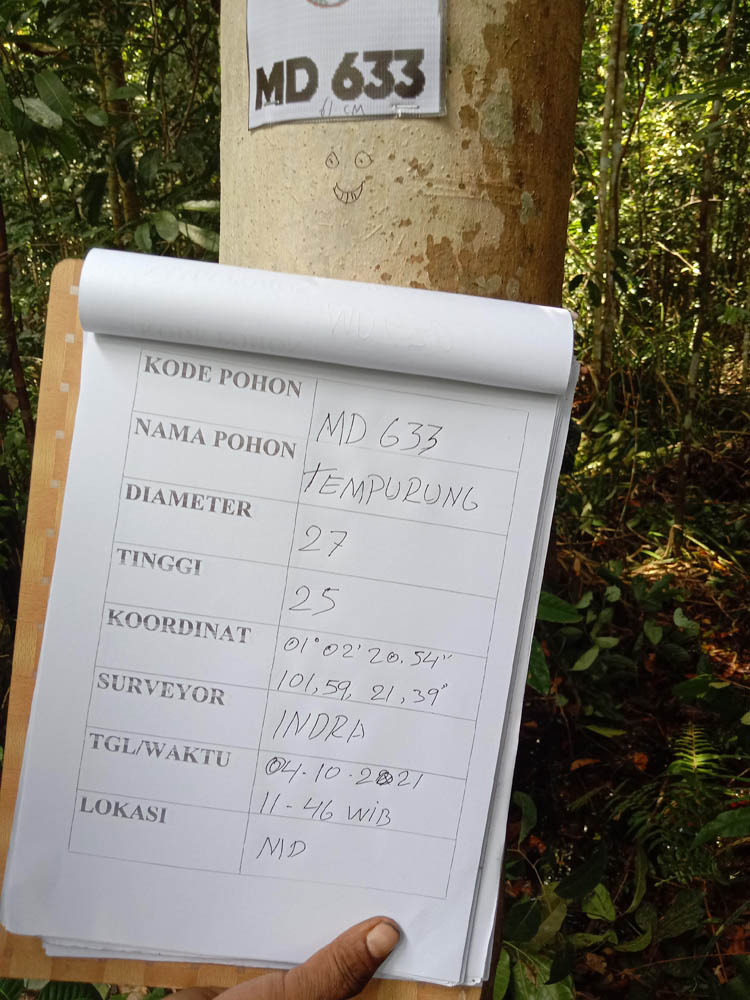 MD 633
61 CM
KODE POHON
MD 633
NAMA POHON
TEMPURUNG
DIAMETER
27
TINGGI
25
KOORDINAT
01° 02' 20.54"
101, 59, 21, 39"
SURVEYOR
INDRA
TGL/WAKTU
04.10.2021
11-46 WIB
LOKASI
MD